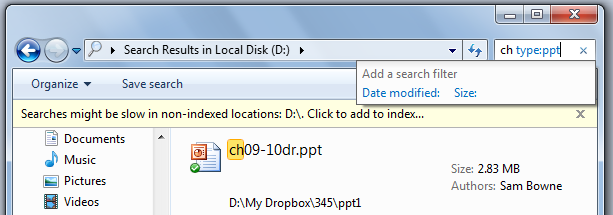 Search Results in Local Disk (D:)
ch type:ppt
Add a search filter
Date modified: Size:
Organize Save search
Searches might be slow in non-indexed locations: D:\. Click to add to index... x
Documents
Music
Pictures
Videos
ch09-10dr.ppt
D:\My Dropbox\345\ppt1
Size: 2.83 MB
Authors: Sam Bowne